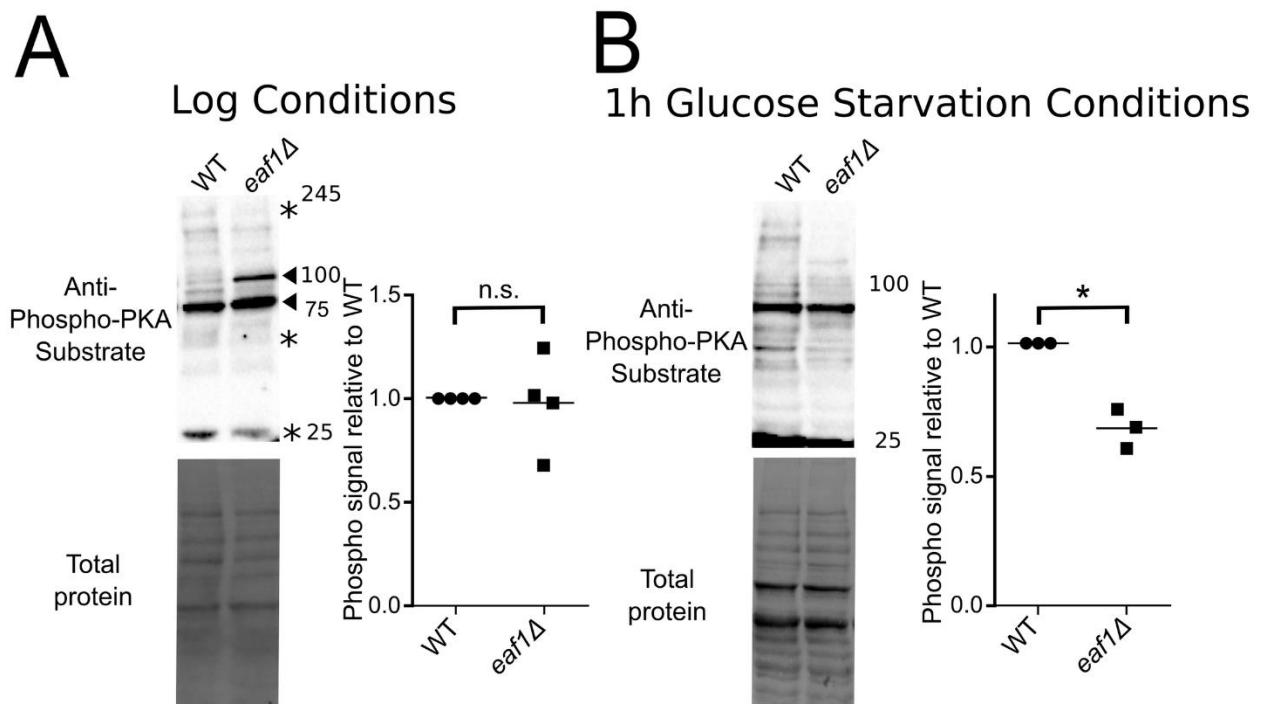 A
Log Conditions
WT
eaf1Δ
* 245
100
75
*
* 25
Anti-
Phospho-PKA
Substrate
Total
protein
Phospho signal relative to WT
1.5
1.0
0.5
0.0
n.s.
WT
eaf1Δ
B
1h Glucose Starvation Conditions
WT
eaf1Δ
100
25
Anti-
Phospho-PKA
Substrate
Total
protein
Phospho signal relative to WT
1.0
0.5
0.0
*
WT
eaf1Δ